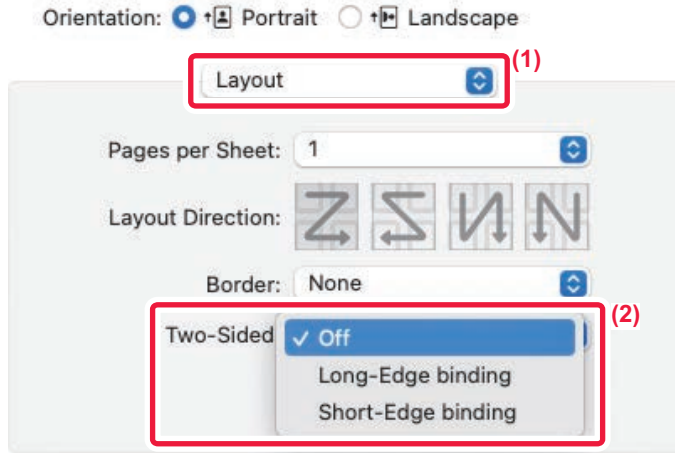 Orientation: Portrait Landscape
(1)
Layout
Pages per Sheet: 1
Layout Direction:
Border: None
(2)
Two-Sided ✓ Off
Long-Edge binding
Short-Edge binding